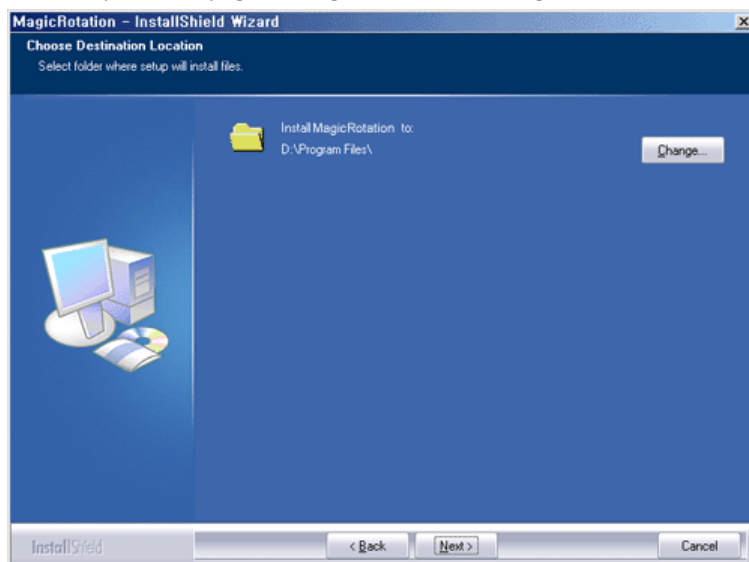 MagicRotation - InstallShield Wizard
Choose Destination Location
Select folder where setup will install files.
Install MagicRotation to:
D:\Program Files\
Change...
InstallShield
< Back
Next >
Cancel